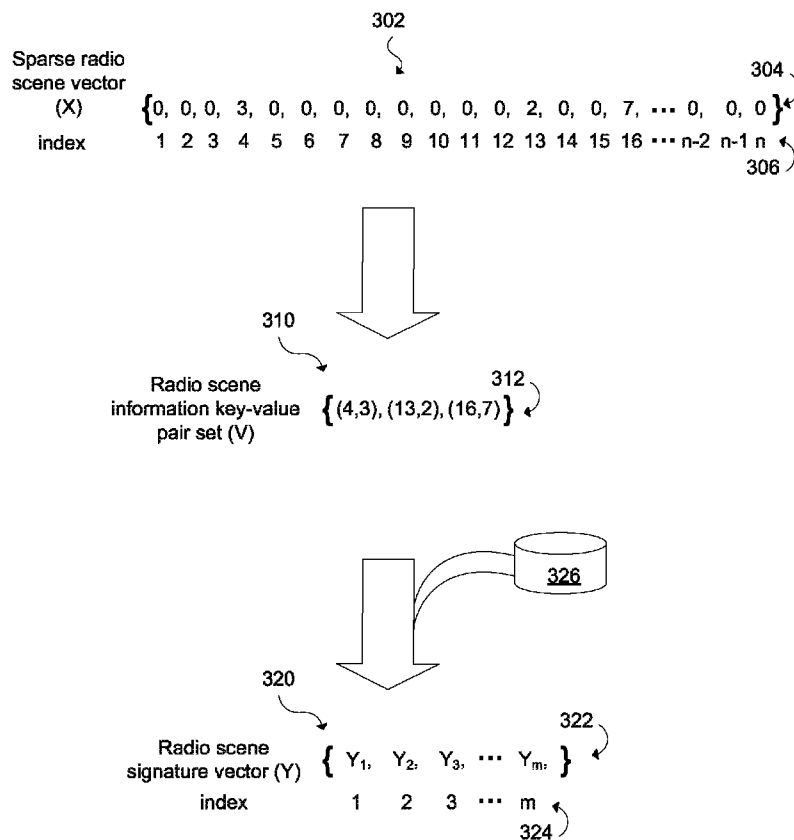 302
Sparse radio
scene vector
(X)
304
{0, 0, 0, 3, 0, 0, 0, 0, 0, 0, 0, 0, 2, 0, 0, 7, ··· 0, 0, 0}
index 1 2 3 4 5 6 7 8 9 10 11 12 13 14 15 16 ··· n-2 n-1 n
306
310
Radio scene
information key-value
pair set (V)
{(4,3), (13,2), (16,7)}
312
326
320
Radio scene
signature vector (Y)
{ Y₁, Y₂, Y₃, ··· Yₘ, }
322
index 1 2 3 ··· m
324